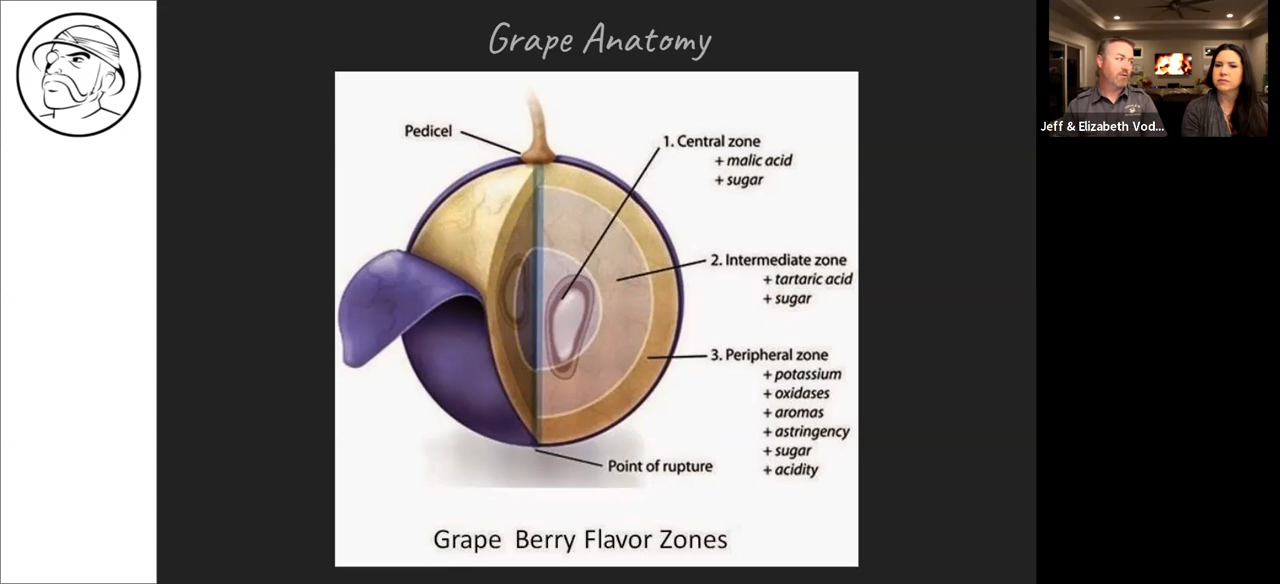 Grape Anatomy
Jeff & Elizabeth Vod...
Pedicel
1. Central zone
+ malic acid
+ sugar
2. Intermediate zone
+ tartaric acid
+ sugar
3. Peripheral zone
+ potassium
+ oxidases
+ aromas
+ astringency
+ sugar
+ acidity
Point of rupture
Grape Berry Flavor Zones